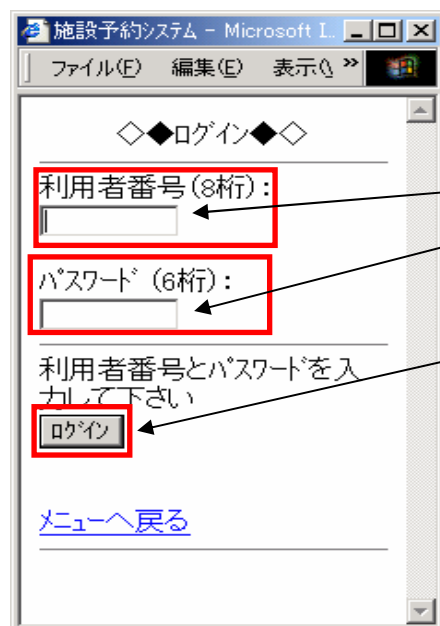 施設予約システム - Microsoft I..
ファイル(F) 編集(E) 表示(V »
◇◆ログイン◆◇
利用者番号(8桁):
パスワード(6桁):
利用者番号とパスワードを入
力して下さい
ログイン
メニューへ戻る